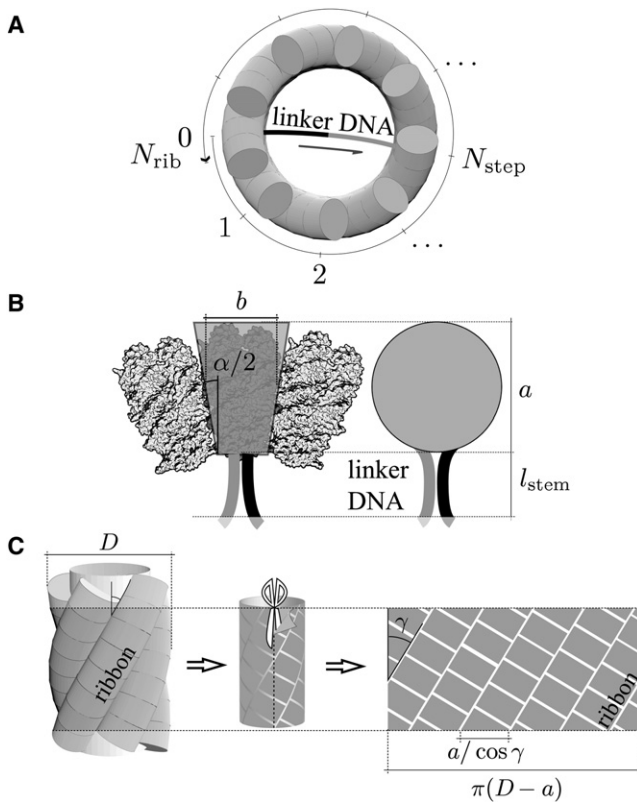 A
linker DNA
N_rib
0
1
2
...
N_step
...
B
b
α/2
a
linker
DNA
l_stem
C
D
ribbon
γ
ribbon
a/ cos γ
π(D − a)